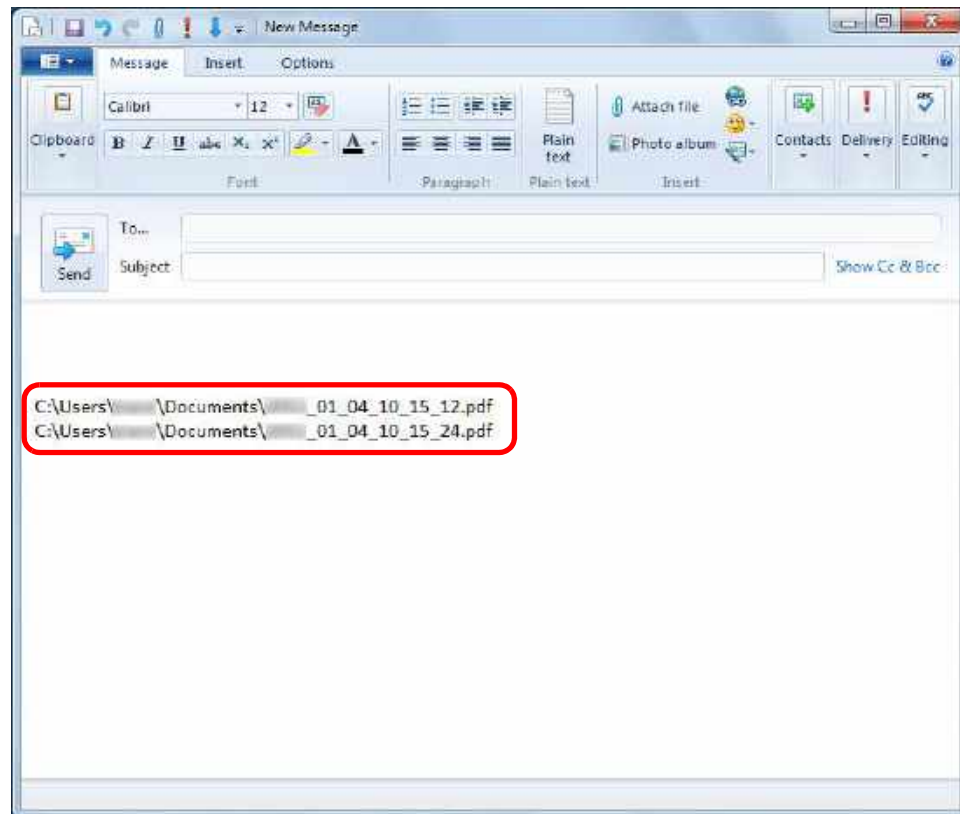 New Message
Message Insert Options
Calibri 12
Clipboard B I U abc X₂ x² A
Plain text
Attach file
Photo album
Contacts Delivery Editing
Font Paragraph Plain text Insert
To...
Send
Subject
Show Cc & Bcc
C:\Users\ \Documents\ _01_04_10_15_12.pdf
C:\Users\ \Documents\ _01_04_10_15_24.pdf